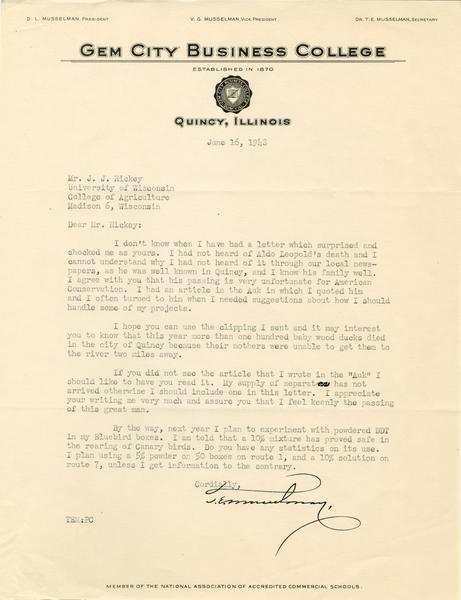 D. L. MUSSELMAN, PRESIDENT V. G. MUSSELMAN, VICE PRESIDENT DR. T. E. MUSSELMAN, SECRETARY
GEM CITY BUSINESS COLLEGE
ESTABLISHED IN 1870
QUINCY, ILLINOIS
June 16, 1948
Mr. J. J. Hickey
University of Wisconsin
College of Agriculture
Madison 6, Wisconsin
Dear Mr. Hickey:
I don't know when I have had a letter which surprised and
shocked me as yours. I had not heard of Aldo Leopold's death and I
cannot understand why I had not heard of it through our local news-
papers, as he was well known in Quincy, and I know his family well.
I agree with you that his passing is very unfortunate for American
Conservation. I had an article in the Auk in which I quoted him
and I often turned to him when I needed suggestions about how I should
handle some of my projects.
I hope you can use the clipping I sent and it may interest
you to know that this year more than one hundred baby wood ducks died
in the city of Quincy because their mothers were unable to get them to
the river two miles away.
If you did not see the article that I wrote in the "Auk" I
should like to have you read it. My supply of separates has not
arrived otherwise I should include one in this letter. I appreciate
your writing me very much and assure you that I feel keenly the passing
of this great man.
By the way, next year I plan to experiment with powdered DDT
in my Bluebird boxes. I am told that a 10% mixture has proved safe in
the rearing of Canary birds. Do you have any statistics on its use.
I plan using a 5% powder on 50 boxes on route 1, and a 10% solution on
route 7, unless I get information to the contrary.
Cordially,
T. E. Musselman,
TEM:PC
MEMBER OF THE NATIONAL ASSOCIATION OF ACCREDITED COMMERCIAL SCHOOLS.